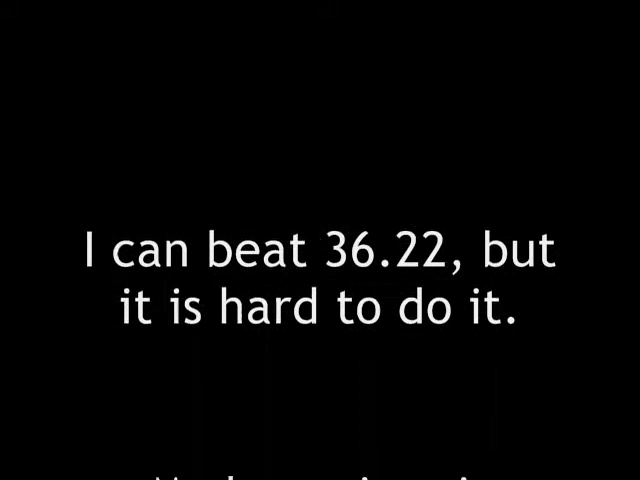 I can beat 36.22, but
it is hard to do it.